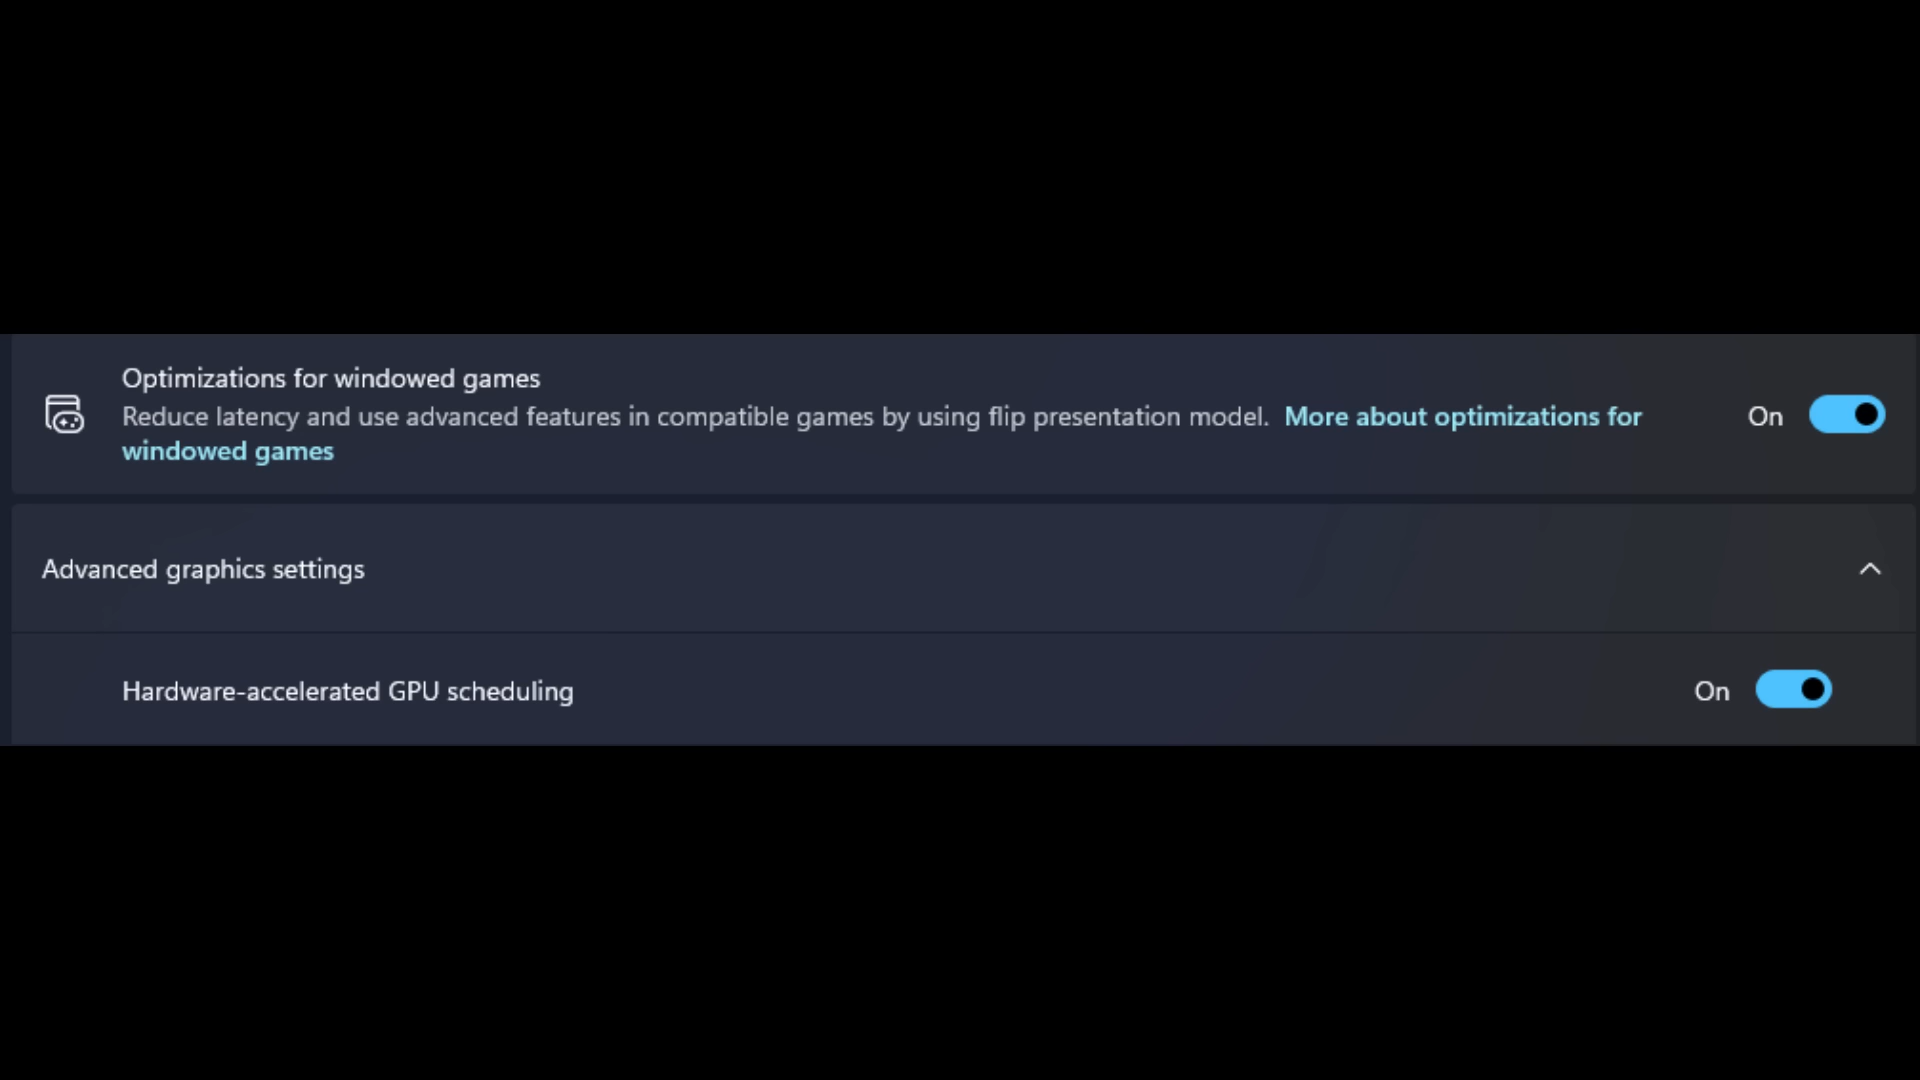 Optimizations for windowed games
Reduce latency and use advanced features in compatible games by using flip presentation model. More about optimizations for
windowed games
On
Advanced graphics settings
Hardware-accelerated GPU scheduling
On